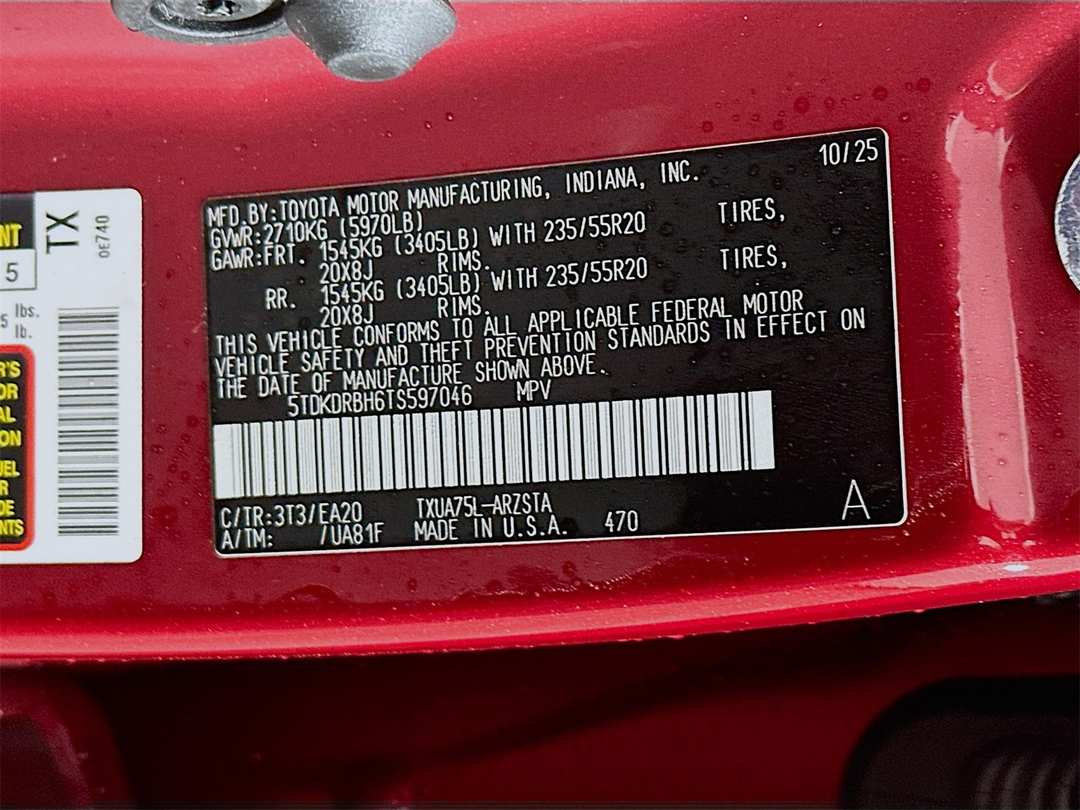 10/25
MFD.BY:TOYOTA MOTOR MANUFACTURING, INDIANA, INC.
GVWR:2710KG (5970LB)
GAWR:FRT. 1545KG (3405LB) WITH 235/55R20 TIRES,
20X8J RIMS.
RR. 1545KG (3405LB) WITH 235/55R20 TIRES,
20X8J RIMS.
THIS VEHICLE CONFORMS TO ALL APPLICABLE FEDERAL MOTOR
VEHICLE SAFETY AND THEFT PREVENTION STANDARDS IN EFFECT ON
THE DATE OF MANUFACTURE SHOWN ABOVE.
5TDKDRBH6TS597046 MPV
C/TR:3T3/EA20 TXUA75L-ARZSTA
A/TM: /UA81F MADE IN U.S.A. 470
A
TX
0E740
5
lbs.
lb.